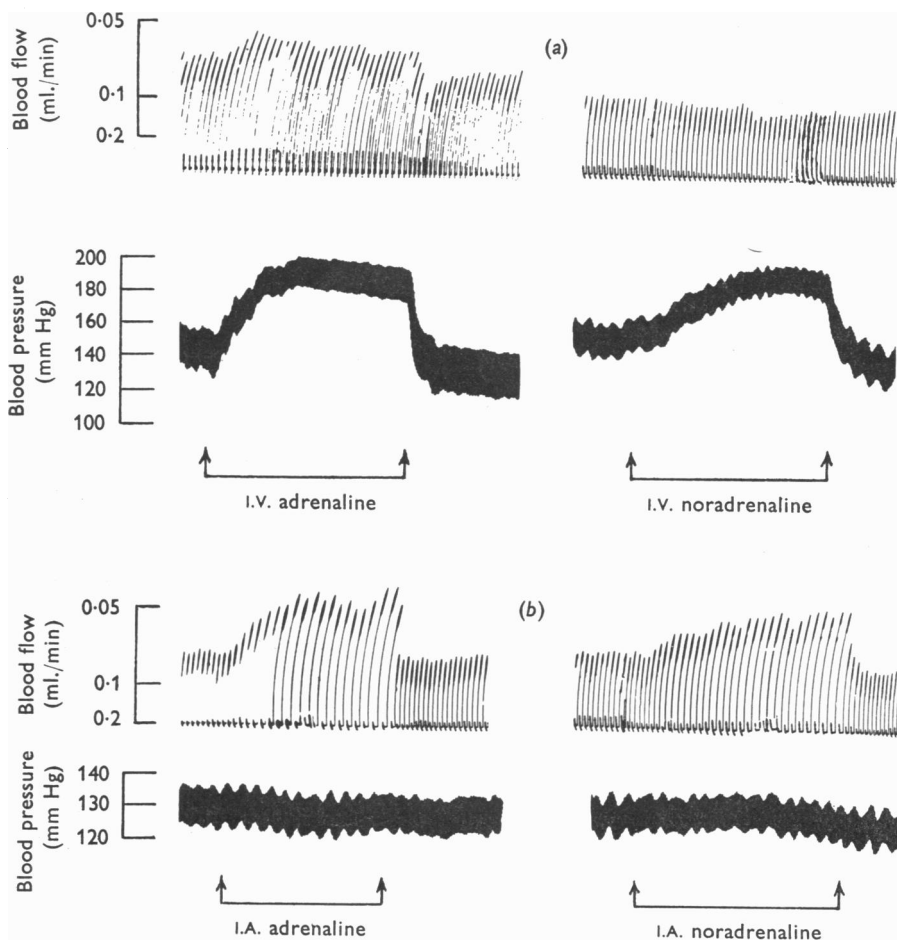 (a)
Blood flow
(ml./min)
0·05
0·1
0·2
Blood pressure
(mm Hg)
200
180
160
140
120
100
I.V. adrenaline
I.V. noradrenaline
(b)
Blood flow
(ml./min)
0·05
0·1
0·2
Blood pressure
(mm Hg)
140
130
120
I.A. adrenaline
I.A. noradrenaline